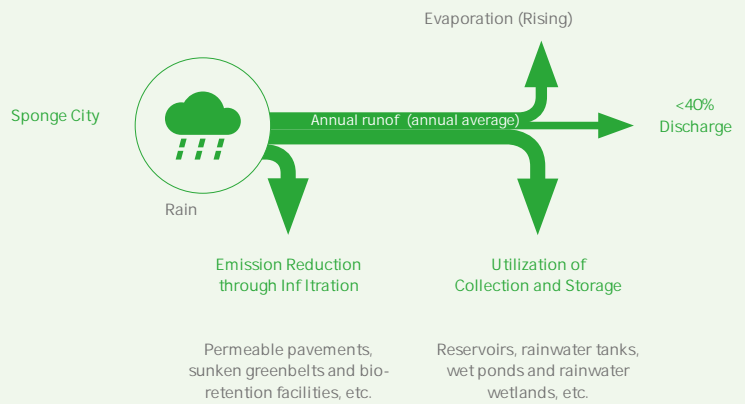 Evaporation (Rising)
Sponge City
Annual runof (annual average)
<40%
Discharge
Rain
Emission Reduction
through Inf Itration
Utilization of
Collection and Storage
Permeable pavements,
sunken greenbelts and bio-
retention facilities, etc.
Reservoirs, rainwater tanks,
wet ponds and rainwater
wetlands, etc.